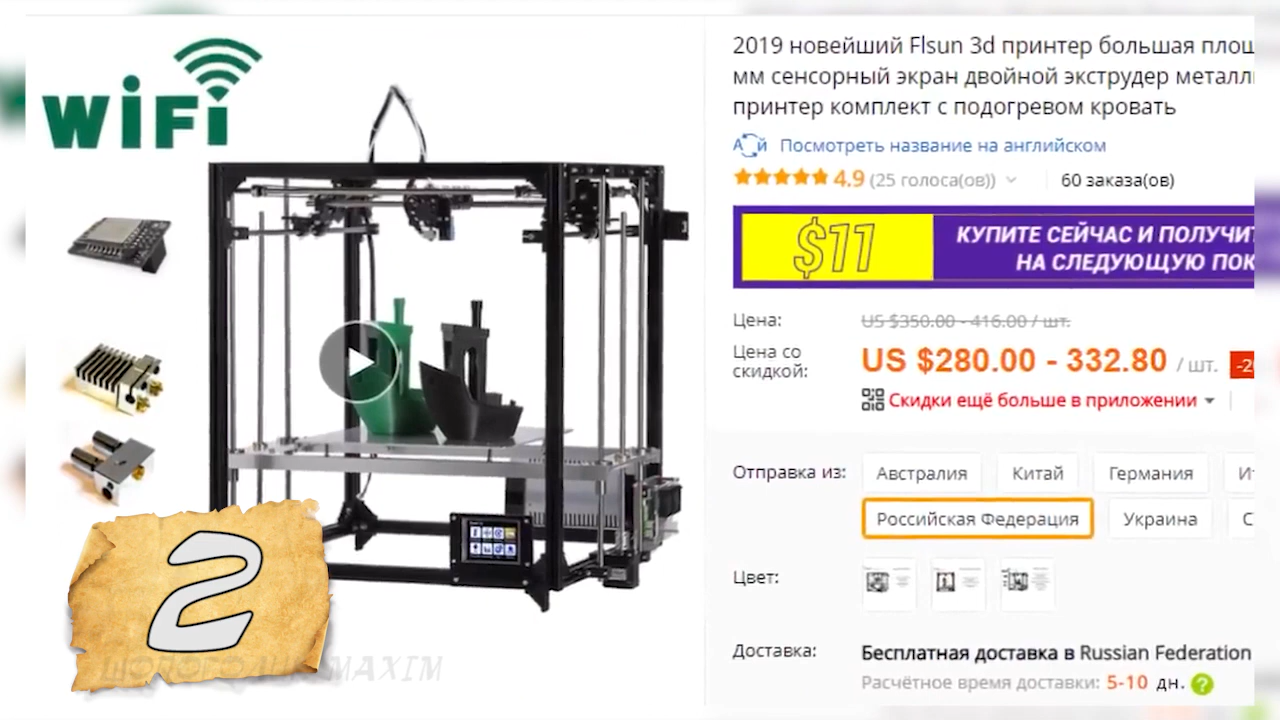 WiFi
2019 новейший Flsun 3d принтер большая площ
мм сенсорный экран двойной экструдер металл
принтер комплект с подогревом кровать
Посмотреть название на английском
4.9 (25 голоса(ов)) 60 заказа(ов)
$11
КУПИТЕ СЕЙЧАС И ПОЛУЧИТ
НА СЛЕДУЮЩУЮ ПОК
Цена: US $350.00 - 416.00 / шт.
Цена со скидкой: US $280.00 - 332.80 / шт. -20
Скидки ещё больше в приложении
Отправка из: Австралия Китай Германия Ит
Российская Федерация Украина С
Цвет:
Доставка: Бесплатная доставка в Russian Federation
Расчётное время доставки: 5-10 дн. ?
2
MAXIM